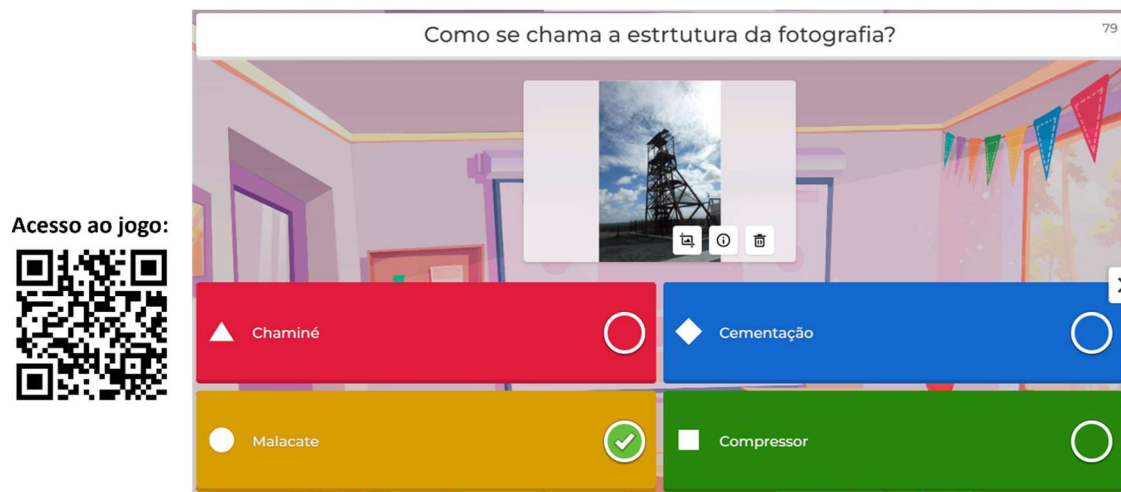 Como se chama a estrtutura da fotografia?
79
Acesso ao jogo:
Chaminé
Cementação
Malacate
Compressor